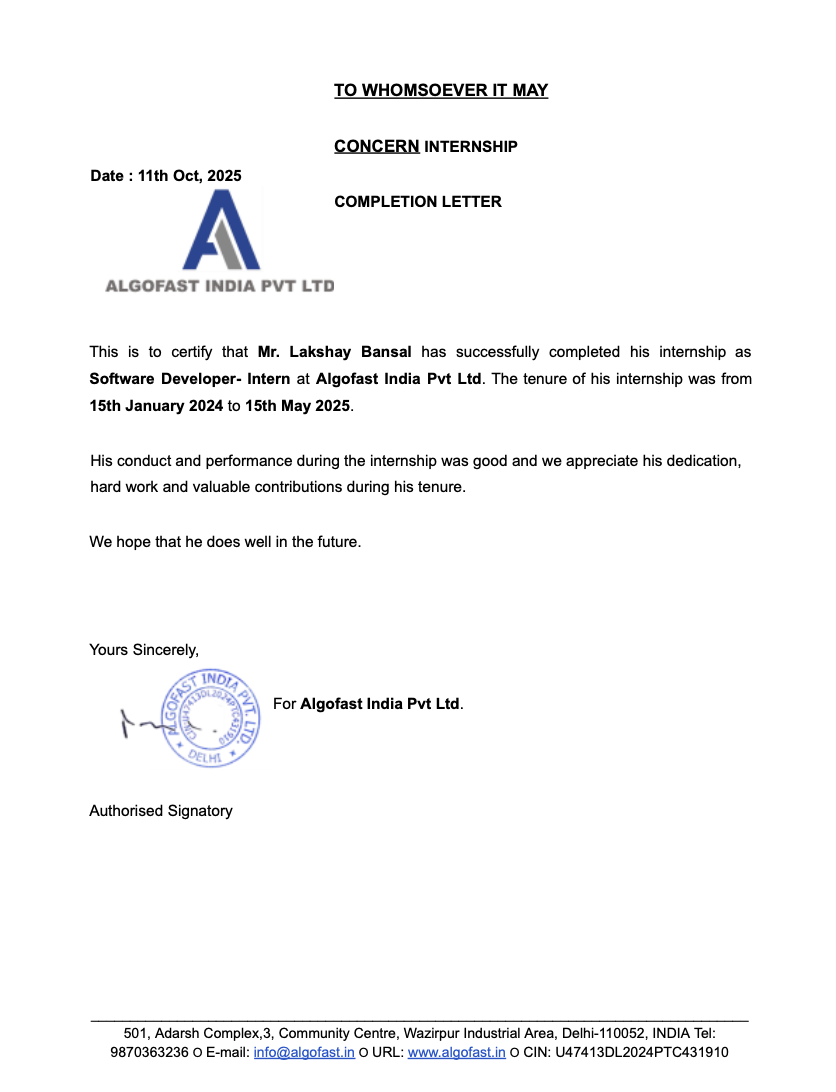 TO WHOMSOEVER IT MAY
CONCERN INTERNSHIP
Date : 11th Oct, 2025
COMPLETION LETTER
ALGOFAST INDIA PVT LTD
This is to certify that Mr. Lakshay Bansal has successfully completed his internship as
Software Developer- Intern at Algofast India Pvt Ltd. The tenure of his internship was from
15th January 2024 to 15th May 2025.
His conduct and performance during the internship was good and we appreciate his dedication,
hard work and valuable contributions during his tenure.
We hope that he does well in the future.
Yours Sincerely,
ALGOFAST INDIA PVT. LTD.
CIN:U47413DL2024PTC431910
DELHI
For Algofast India Pvt Ltd.
Authorised Signatory
501, Adarsh Complex,3, Community Centre, Wazirpur Industrial Area, Delhi-110052, INDIA Tel:
9870363236 O E-mail: info@algofast.in O URL: www.algofast.in O CIN: U47413DL2024PTC431910